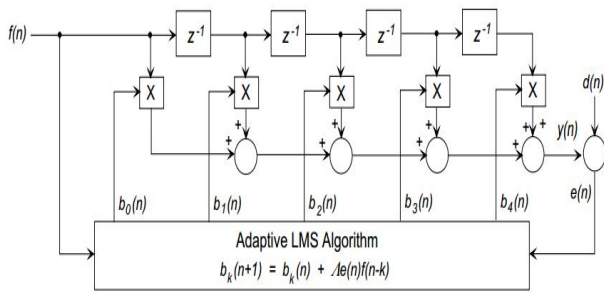 f(n)
z⁻¹ z⁻¹ z⁻¹ z⁻¹
X X X X X
d(n)
+ + + + + + + +
y(n)
e(n)
b₀(n) b₁(n) b₂(n) b₃(n) b₄(n)
Adaptive LMS Algorithm
bₖ(n+1) = bₖ(n) + Λe(n)f(n-k)